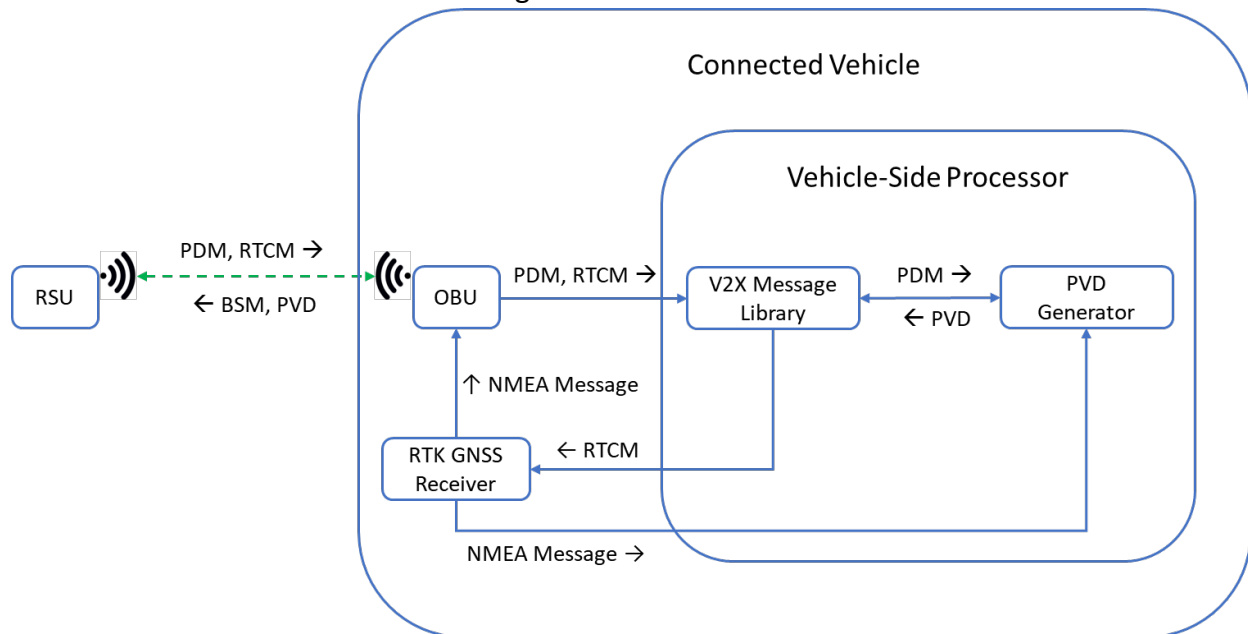 Connected Vehicle
Vehicle-Side Processor
PDM, RTCM →
← BSM, PVD
RSU
OBU
PDM, RTCM →
V2X Message
Library
PDM →
← PVD
PVD
Generator
↑ NMEA Message
← RTCM
RTK GNSS
Receiver
NMEA Message →